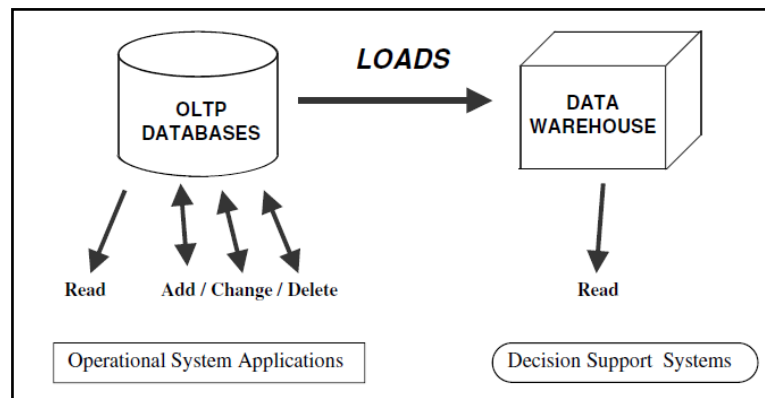 LOADS
OLTP
DATABASES
DATA
WAREHOUSE
Read
Add / Change / Delete
Read
Operational System Applications
Decision Support Systems